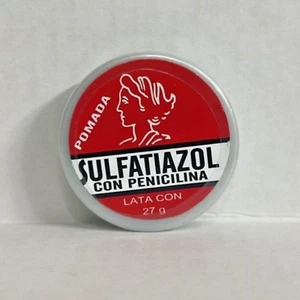 POMADA
SULFATIAZOL
CON PENICILINA
LATA CON
27 g